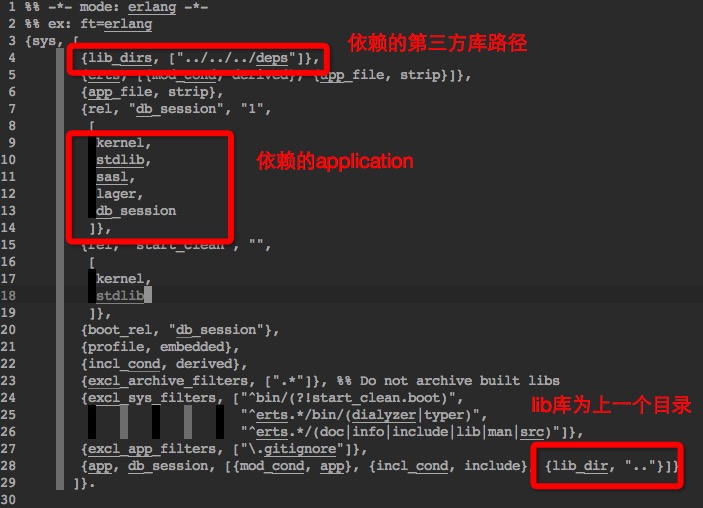 1 %% -*- mode: erlang -*-
2 %% ex: ft=erlang
3 {sys, [
依赖的第三方库路径
4 {lib_dirs, ["../../../deps"]},
5 {erts, [{mod_cond, derived}, {app_file, strip}]},
6 {app_file, strip},
7 {rel, "db_session", "1",
8 [
9 kernel,
10 stdlib,
依赖的application
11 sasl,
12 lager,
13 db_session
14 ]},
15 {rel, "start_clean", "",
16 [
17 kernel,
18 stdlib
19 ]},
20 {boot_rel, "db_session"},
21 {profile, embedded},
22 {incl_cond, derived},
23 {excl_archive_filters, [".*"]}, %% Do not archive built libs
24 {excl_sys_filters, ["^bin/(?!start_clean.boot)",
lib库为上一个目录
25 "^erts.*/bin/(dialyzer|typer)",
26 "^erts.*/(doc|info|include|lib|man|src)"]},
27 {excl_app_filters, ["\.gitignore"]},
28 {app, db_session, [{mod_cond, app}, {incl_cond, include} {lib_dir, ".."}]}
29 ]}.
30